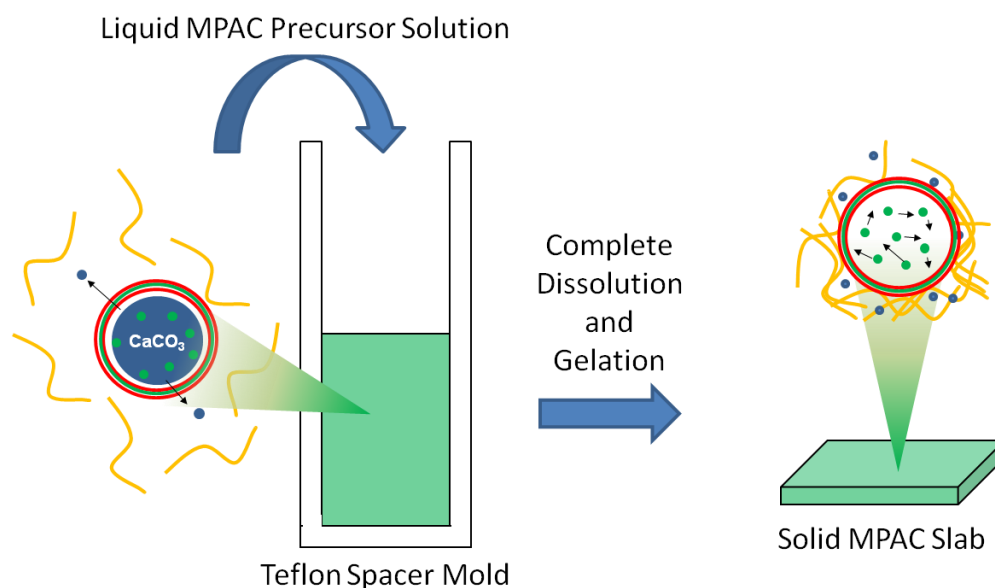 Liquid MPAC Precursor Solution
CaCO₃
Complete
Dissolution
and
Gelation
Teflon Spacer Mold
Solid MPAC Slab